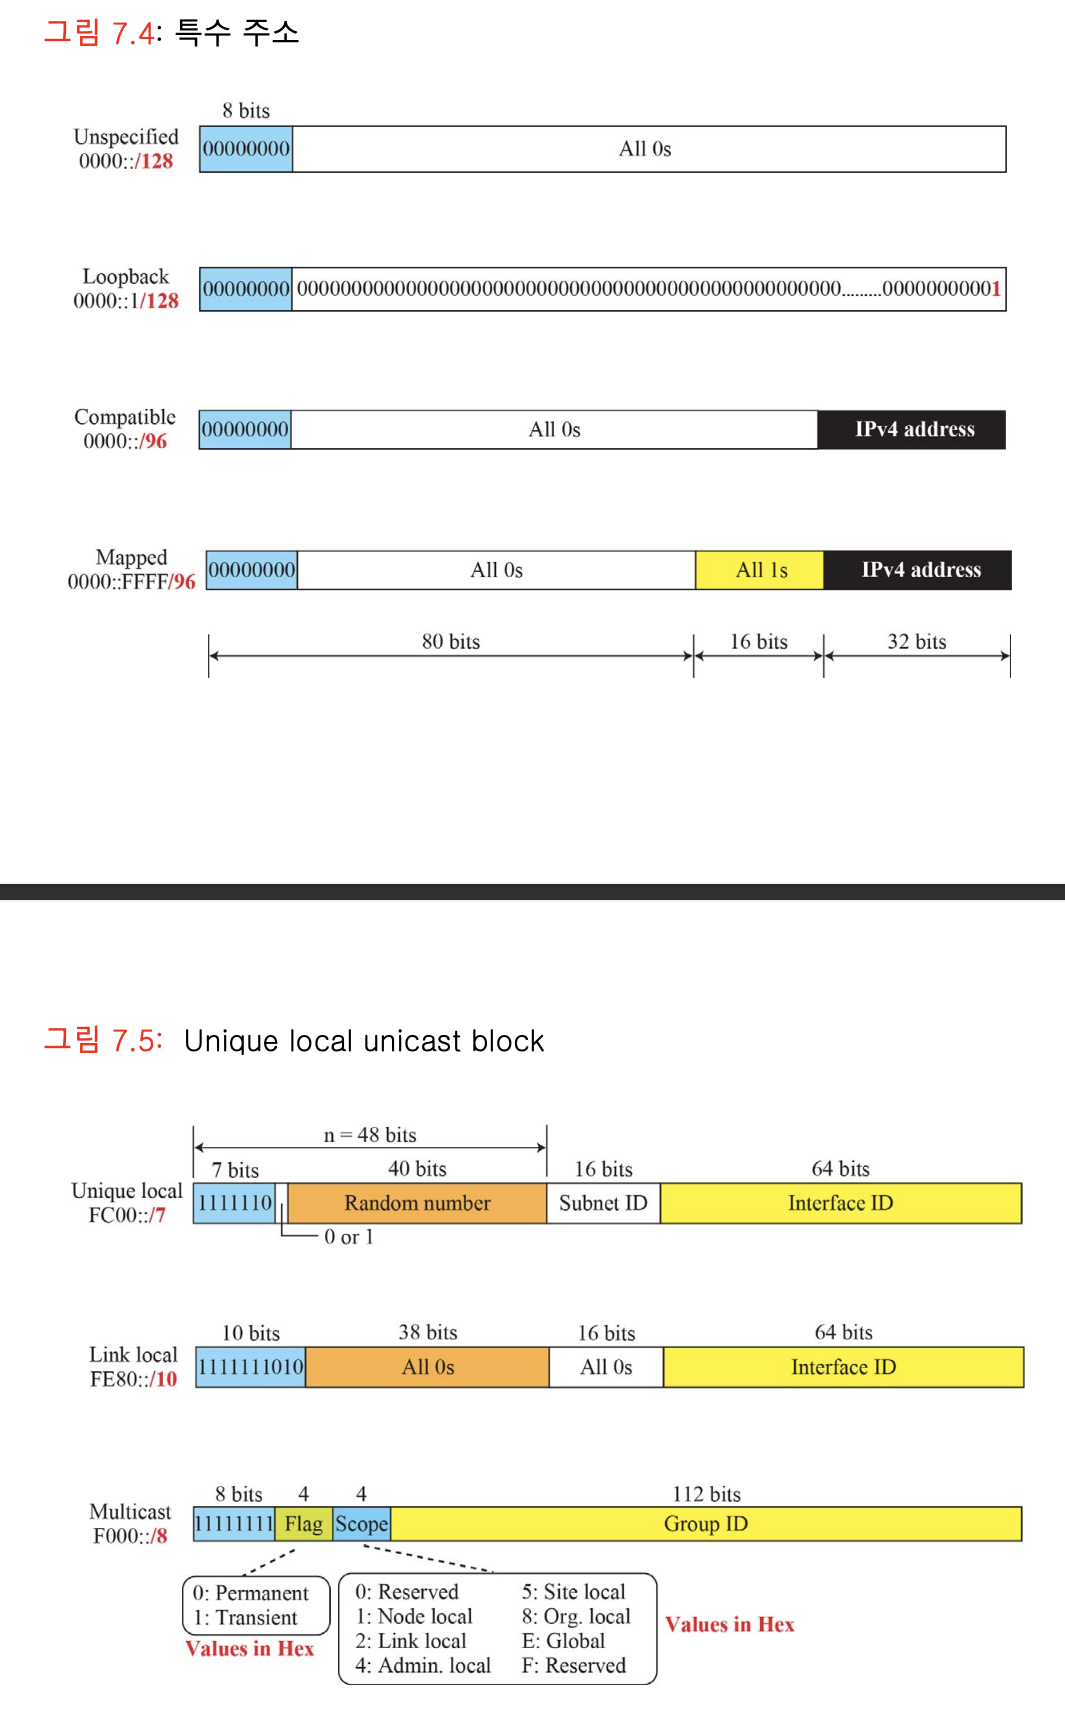 그림 7.4: 특수 주소
8 bits
Unspecified
0000::/128
00000000
All 0s
Loopback
0000::1/128
00000000
00000000000000000000000000000000000000000000000000.........00000000001
Compatible
0000::/96
00000000
All 0s
IPv4 address
Mapped
0000::FFFF/96
00000000
All 0s
All 1s
IPv4 address
80 bits
16 bits
32 bits
그림 7.5: Unique local unicast block
n = 48 bits
7 bits
40 bits
16 bits
64 bits
Unique local
FC00::/7
1111110
Random number
Subnet ID
Interface ID
0 or 1
10 bits
38 bits
16 bits
64 bits
Link local
FE80::/10
1111111010
All 0s
All 0s
Interface ID
8 bits
4
4
112 bits
Multicast
F000::/8
11111111
Flag
Scope
Group ID
0: Permanent
1: Transient
Values in Hex
0: Reserved
1: Node local
2: Link local
4: Admin. local
5: Site local
8: Org. local
E: Global
F: Reserved
Values in Hex